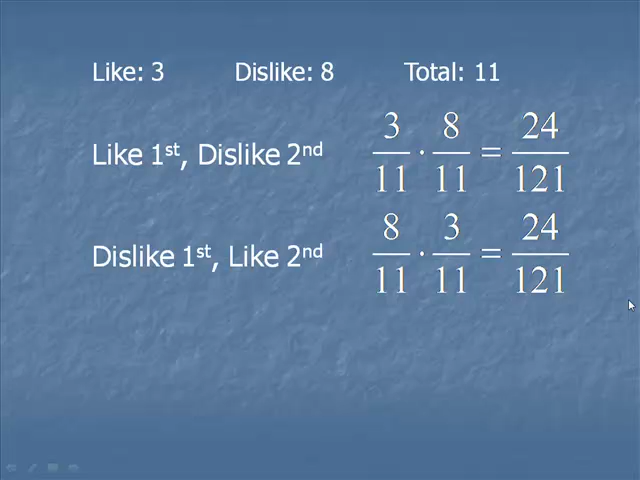 Like: 3 Dislike: 8 Total: 11
Like 1st, Dislike 2nd 3/11 · 8/11 = 24/121
Dislike 1st, Like 2nd 8/11 · 3/11 = 24/121